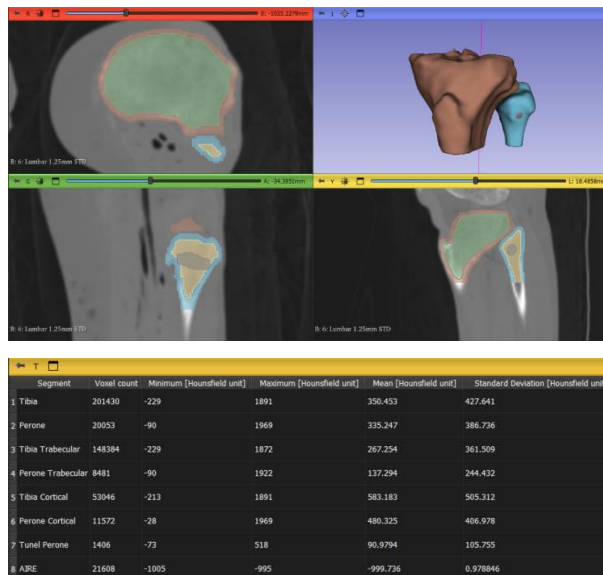 R S: -1023.2279mm
1
B: 6: Lumbar 1.25mm STD
G A: -34.3951mm Y L: 18.4858mm
B: 6: Lumbar 1.25mm STD B: 6: Lumbar 1.25mm STD
T
Segment Voxel count Minimum [Hounsfield unit] Maximum [Hounsfield unit] Mean [Hounsfield unit] Standard Deviation [Hounsfield unit
1 Tibia 201430 -229 1891 350.453 427.641
2 Perone 20053 -90 1969 335.247 386.736
3 Tibia Trabecular 148384 -229 1872 267.254 361.509
4 Perone Trabecular 8481 -90 1922 137.294 244.432
5 Tibia Cortical 53046 -213 1891 583.183 505.312
6 Perone Cortical 11572 -28 1969 480.325 406.978
7 Tunel Perone 1406 -73 518 90.9794 105.755
8 AIRE 21608 -1005 -995 -999.736 0.978846